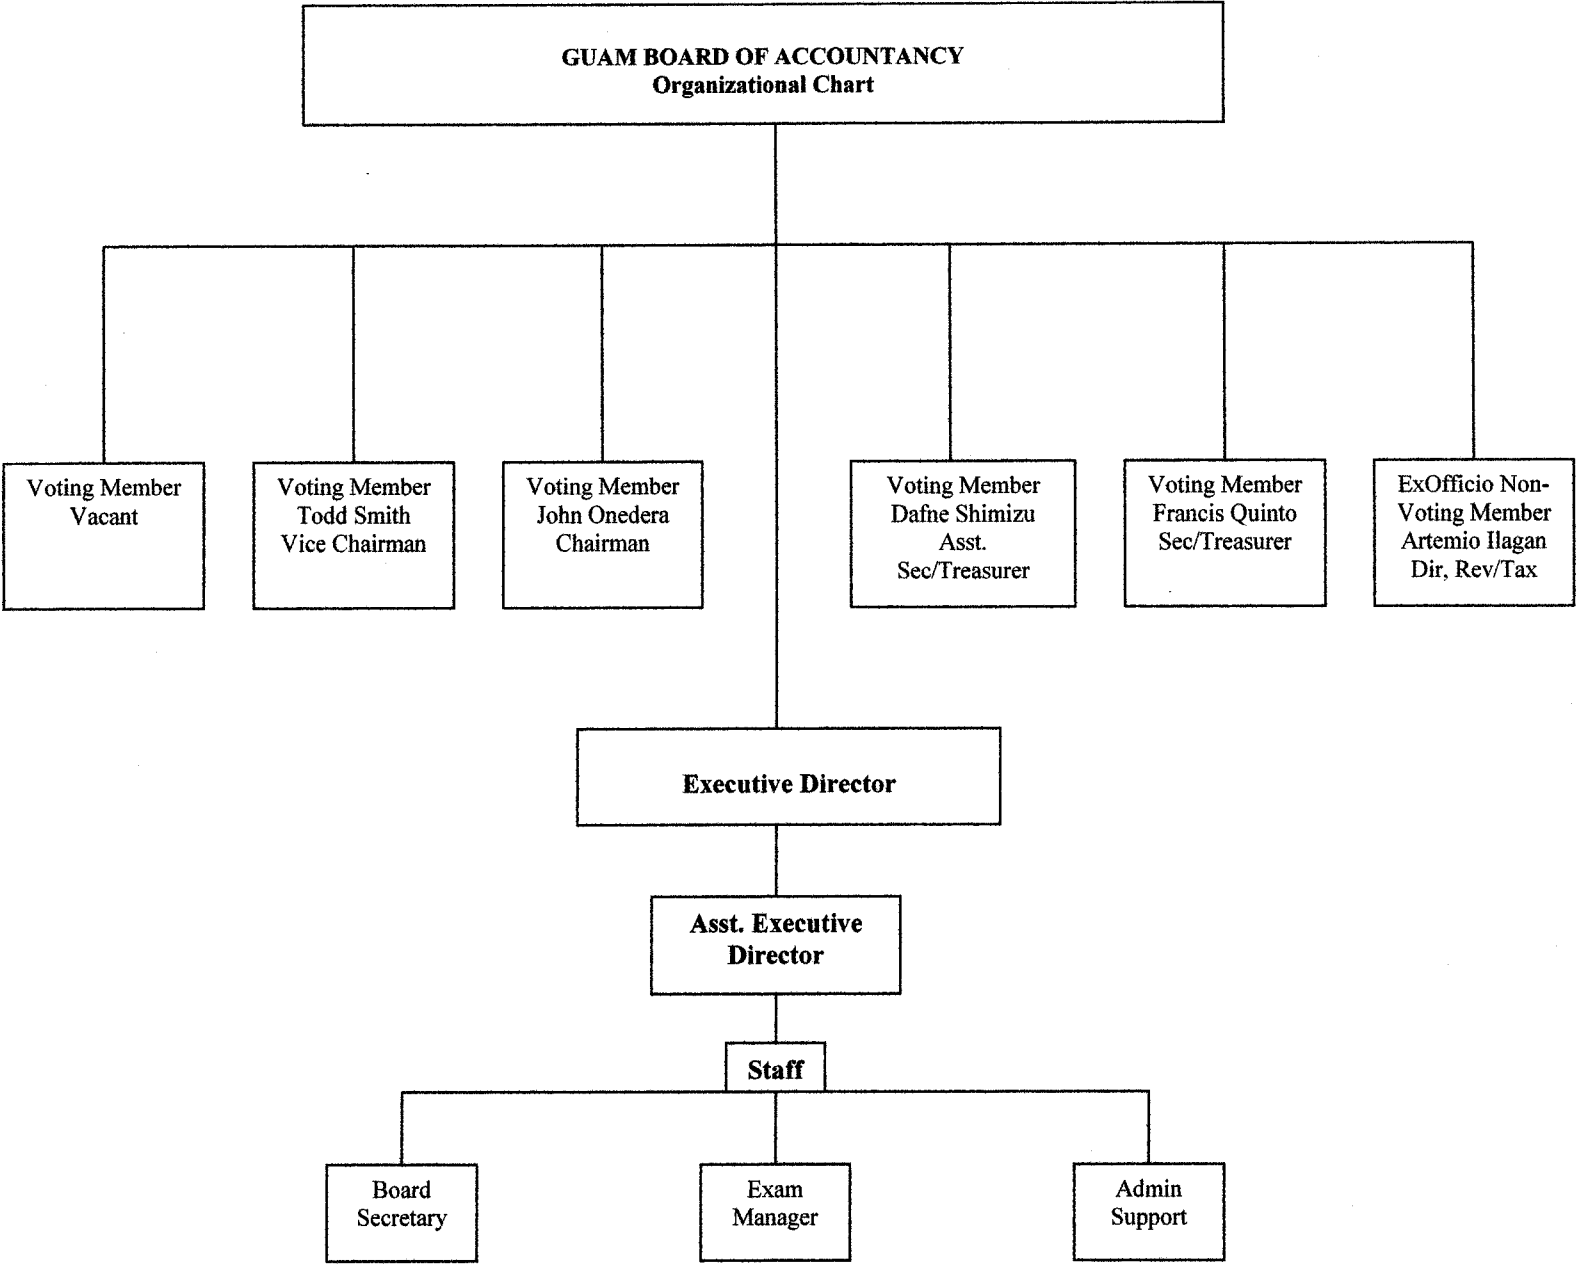 GUAM BOARD OF ACCOUNTANCY
Organizational Chart
Voting Member
Vacant
Voting Member
Todd Smith
Vice Chairman
Voting Member
John Onedera
Chairman
Voting Member
Dafne Shimizu
Asst.
Sec/Treasurer
Voting Member
Francis Quinto
Sec/Treasurer
ExOfficio Non-
Voting Member
Artemio Ilagan
Dir, Rev/Tax
Executive Director
Asst. Executive
Director
Staff
Board
Secretary
Exam
Manager
Admin
Support